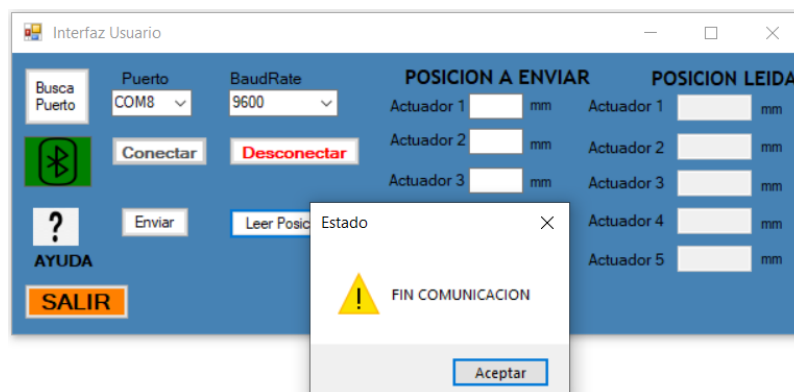 Interfaz Usuario
Busca
Puerto
Puerto
COM8
BaudRate
9600
Conectar
Desconectar
?
AYUDA
Enviar
Leer Posic
SALIR
POSICION A ENVIAR
Actuador 1 mm
Actuador 2 mm
Actuador 3 mm
POSICION LEIDA
Actuador 1 mm
Actuador 2 mm
Actuador 3 mm
Actuador 4 mm
Actuador 5 mm
Estado
FIN COMUNICACION
Aceptar